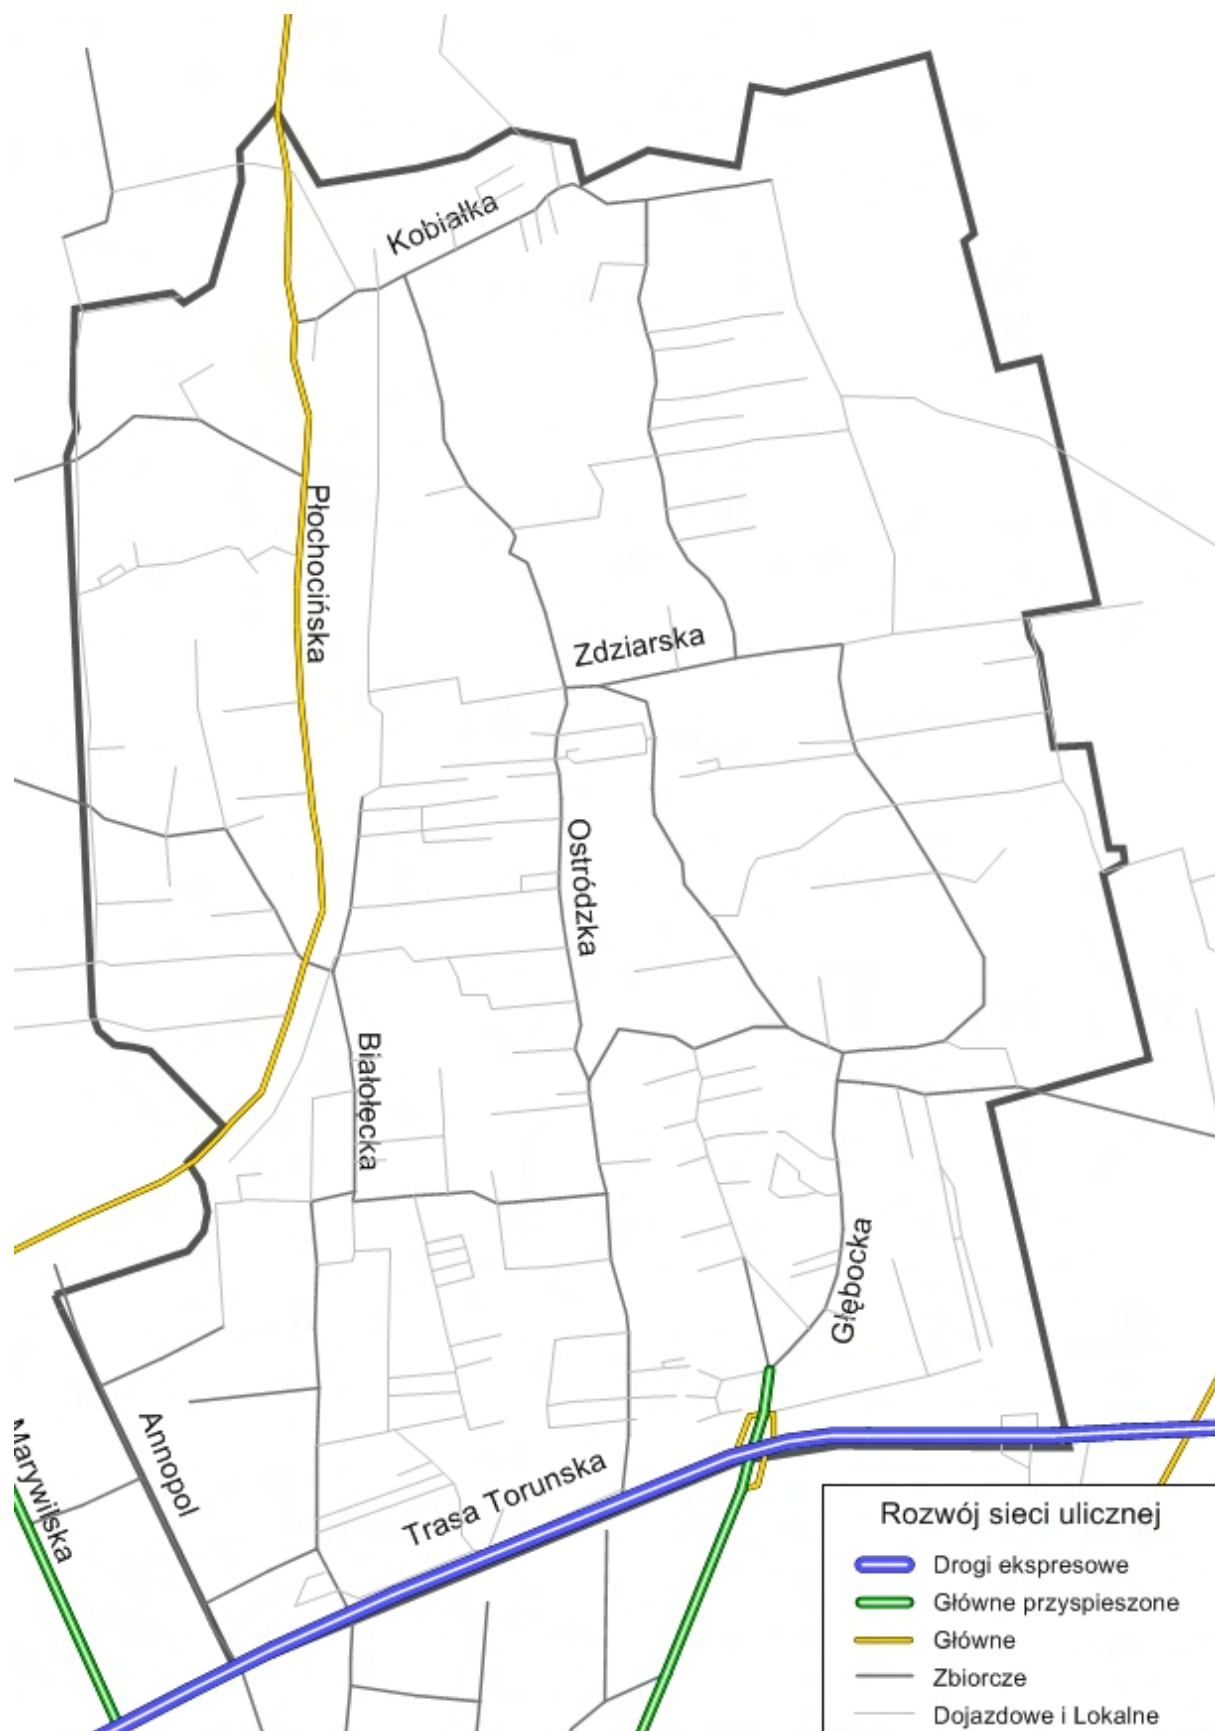 Kobiałka
Płochocińska
Zdziarska
Ostródzka
Białołecka
Głębocka
Annopol
Marywilska
Trasa Torunska
Rozwój sieci ulicznej
Drogi ekspresowe
Główne przyspieszone
Główne
Zbiorcze
Dojazdowe i Lokalne